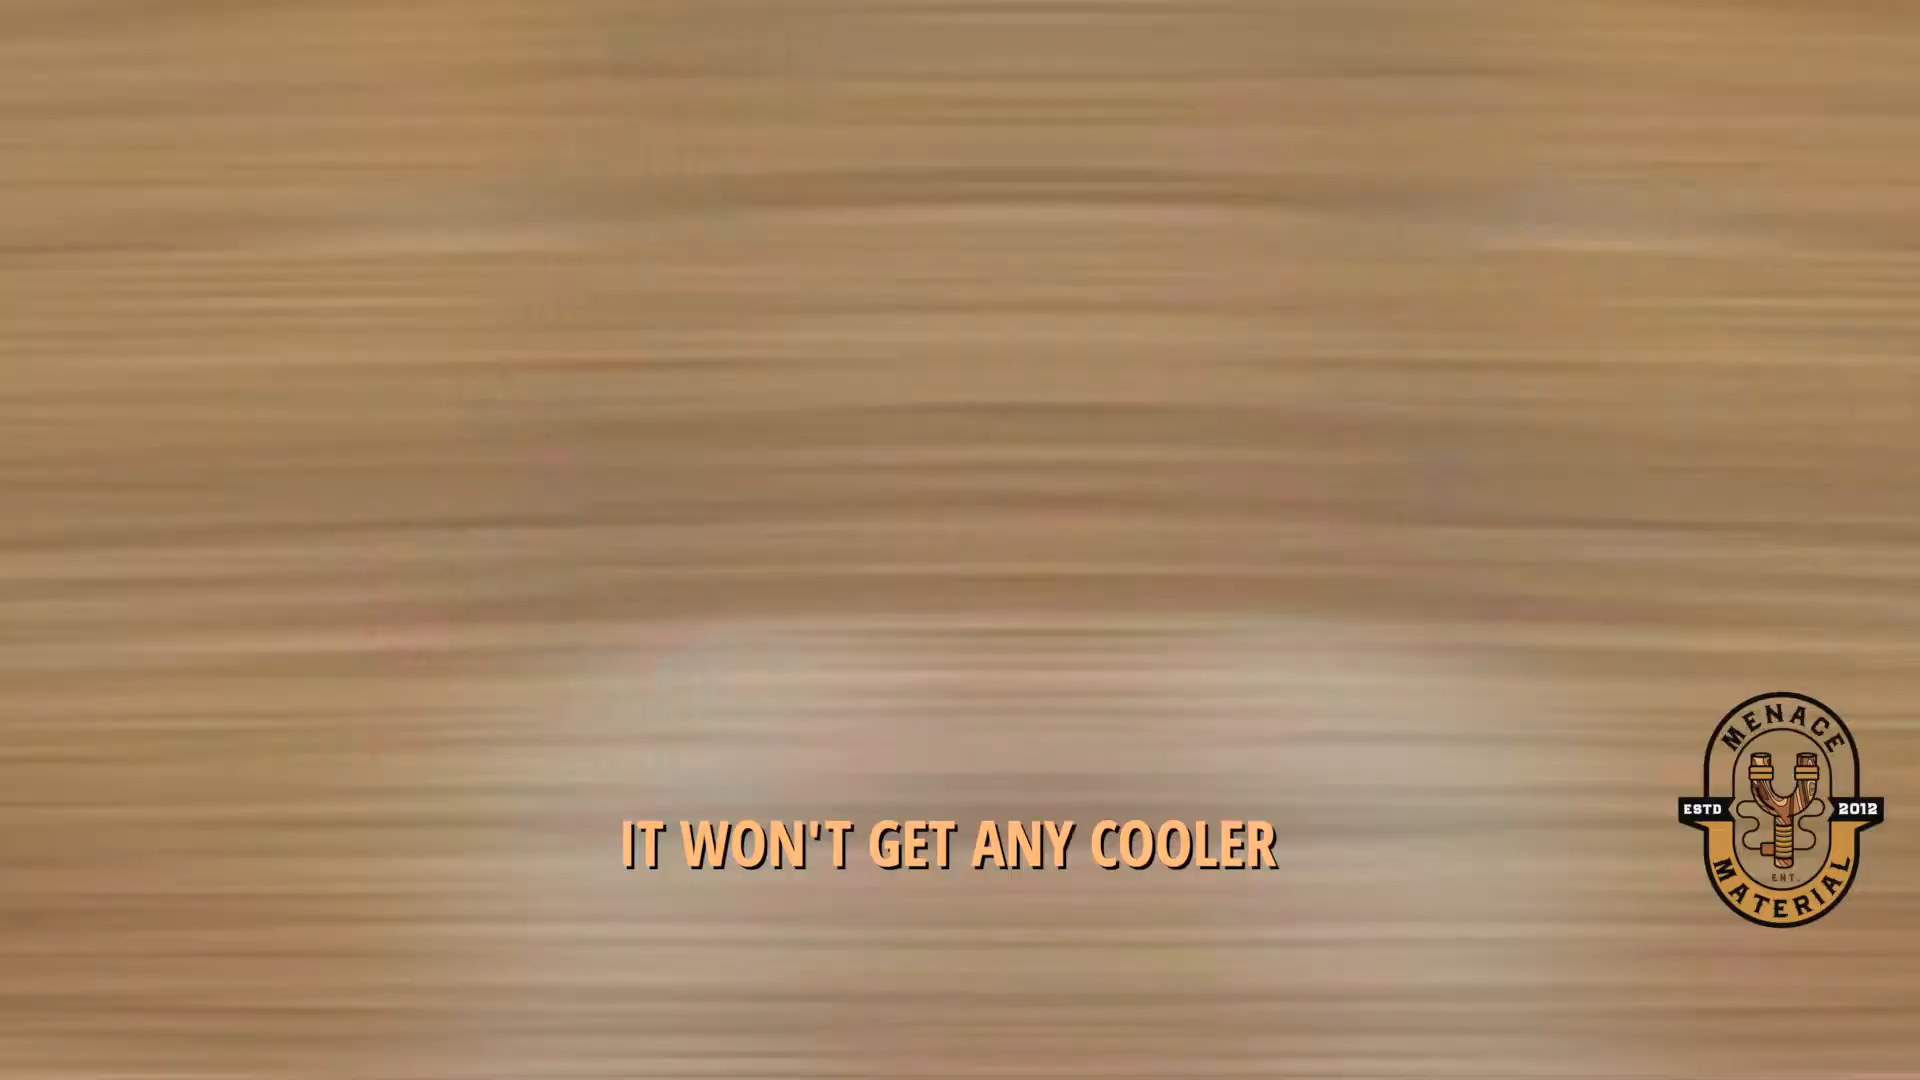 IT WON'T GET ANY COOLER
MENACE
ESTD 2012
ENT.
MATERIAL